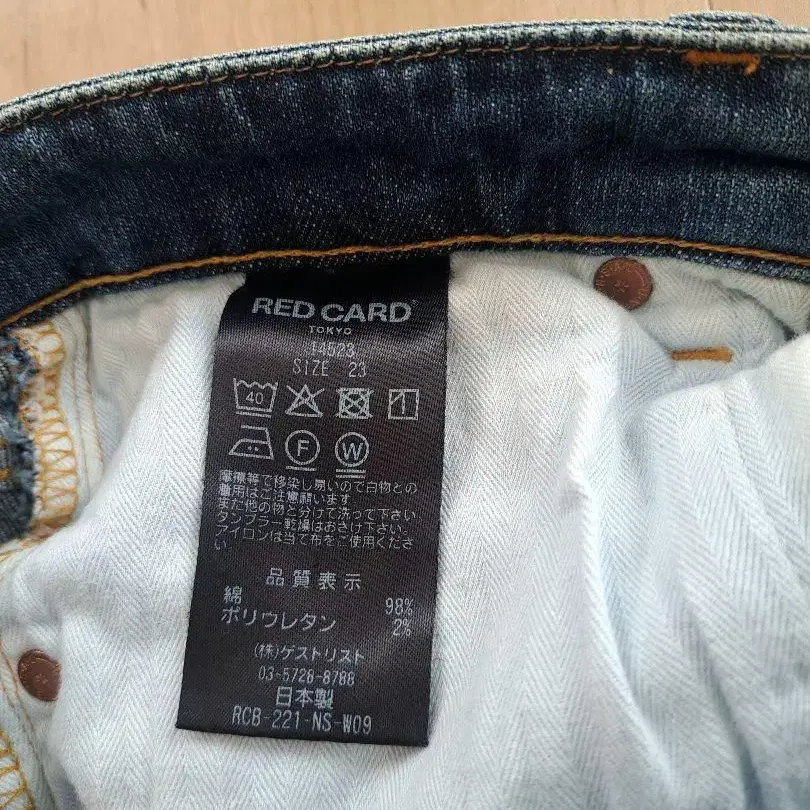 RED CARD
TOKYO
14523
SIZE 23
40
F W
摩擦等で移染し易いので白物との
着用はご注意願います
また他の物と分けて洗って下さい
タンブラー乾燥はおさけ下さい。
アイロンは当て布をご使用くださ
い
品質表示
綿 98%
ポリウレタン 2%
(株)ゲストリスト
03-5728-8788
日本製
RCB-221-NS-W09